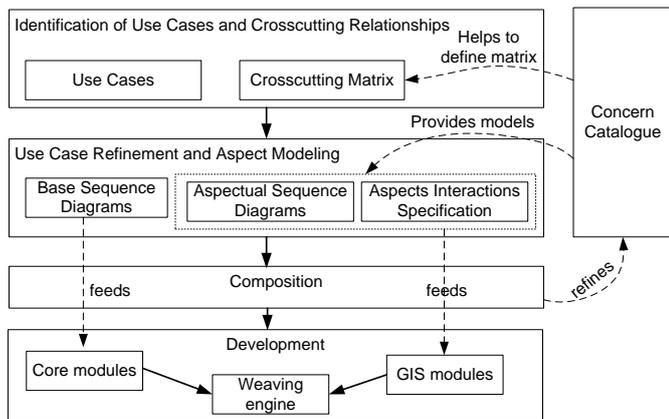 Identification of Use Cases and Crosscutting Relationships
Use Cases
Crosscutting Matrix
Helps to
define matrix
Concern
Catalogue
Provides models
Use Case Refinement and Aspect Modeling
Base Sequence
Diagrams
Aspectual Sequence
Diagrams
Aspects Interactions
Specification
Composition
feeds
feeds
refines
Development
Core modules
Weaving
engine
GIS modules